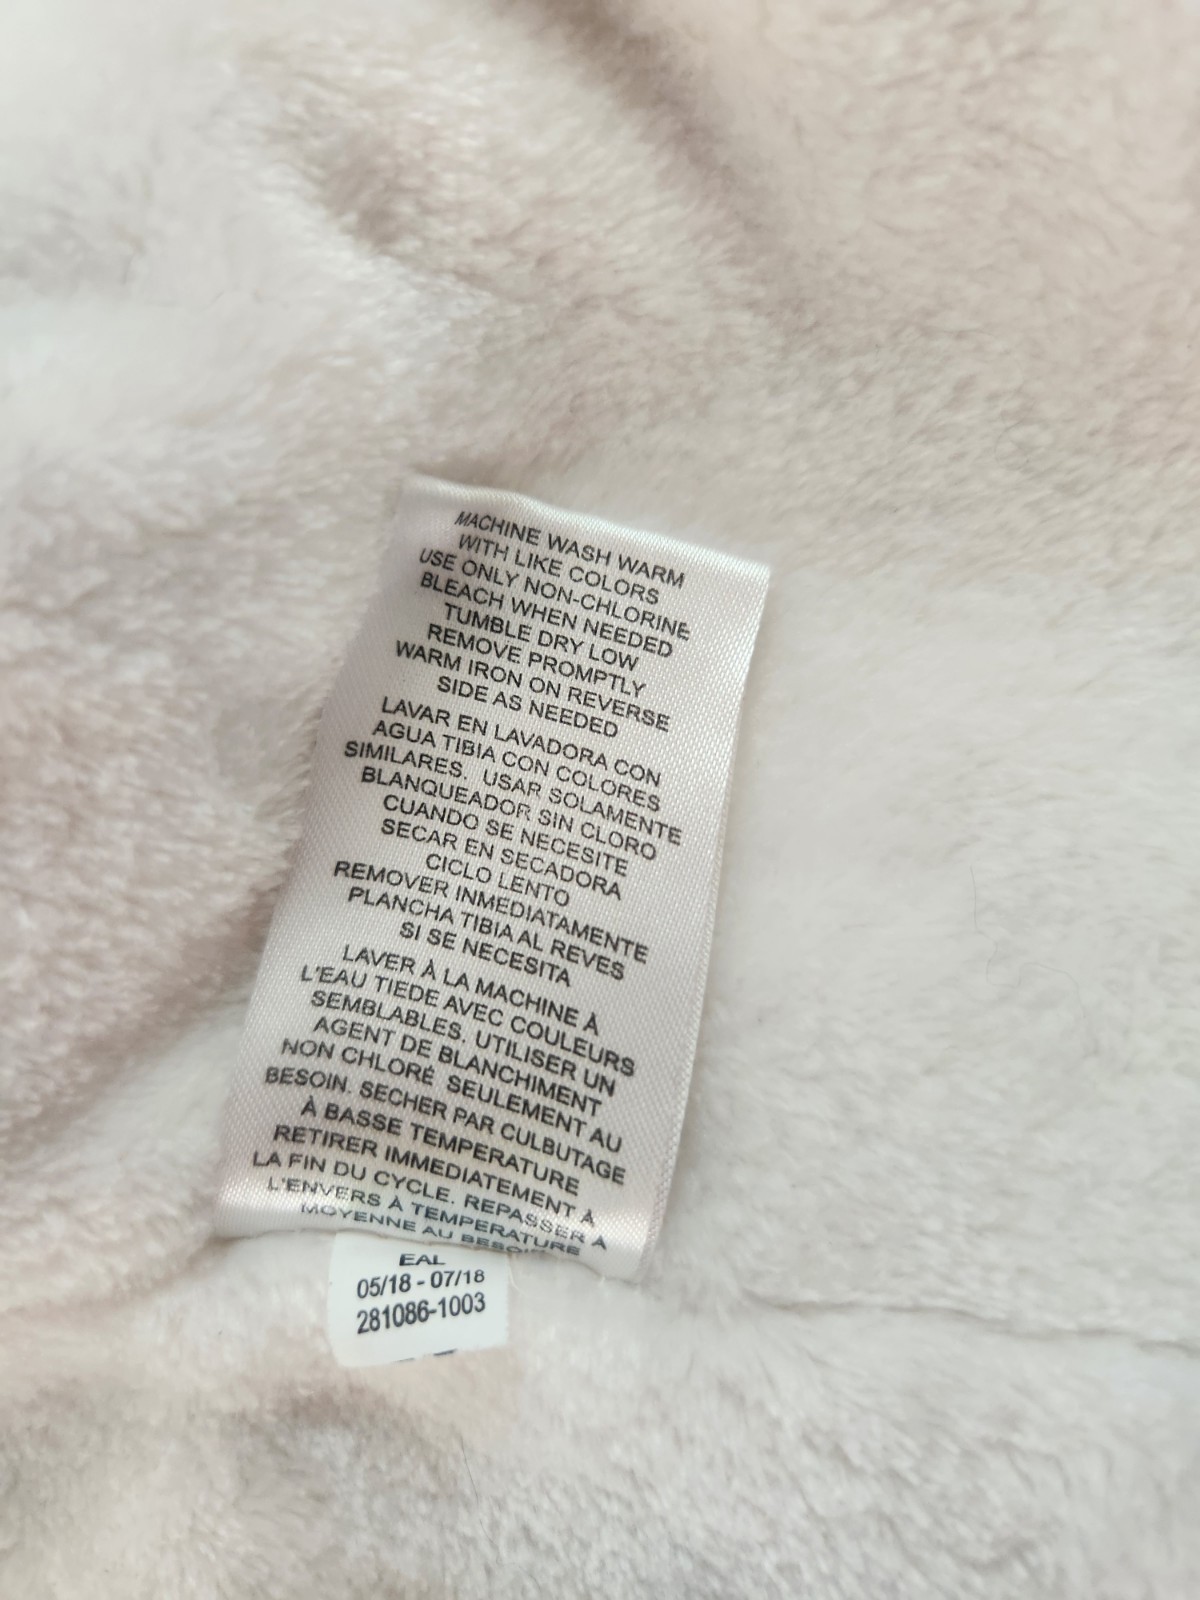 MACHINE WASH WARM
WITH LIKE COLORS
USE ONLY NON-CHLORINE
BLEACH WHEN NEEDED
TUMBLE DRY LOW
REMOVE PROMPTLY
WARM IRON ON REVERSE
SIDE AS NEEDED
LAVAR EN LAVADORA CON
AGUA TIBIA CON COLORES
SIMILARES. USAR SOLAMENTE
BLANQUEADOR SIN CLORO
CUANDO SE NECESITE
SECAR EN SECADORA
CICLO LENTO
REMOVER INMEDIATAMENTE
PLANCHA TIBIA AL REVES
SI SE NECESITA
LAVER À LA MACHINE À
L'EAU TIEDE AVEC COULEURS
SEMBLABLES. UTILISER UN
AGENT DE BLANCHIMENT
NON CHLORÉ SEULEMENT AU
BESOIN. SECHER PAR CULBUTAGE
À BASSE TEMPERATURE
RETIRER IMMEDIATEMENT À
LA FIN DU CYCLE. REPASSER À
L'ENVERS À TEMPERATURE
MOYENNE AU BESOIN
EAL
05/18 - 07/18
281086-1003